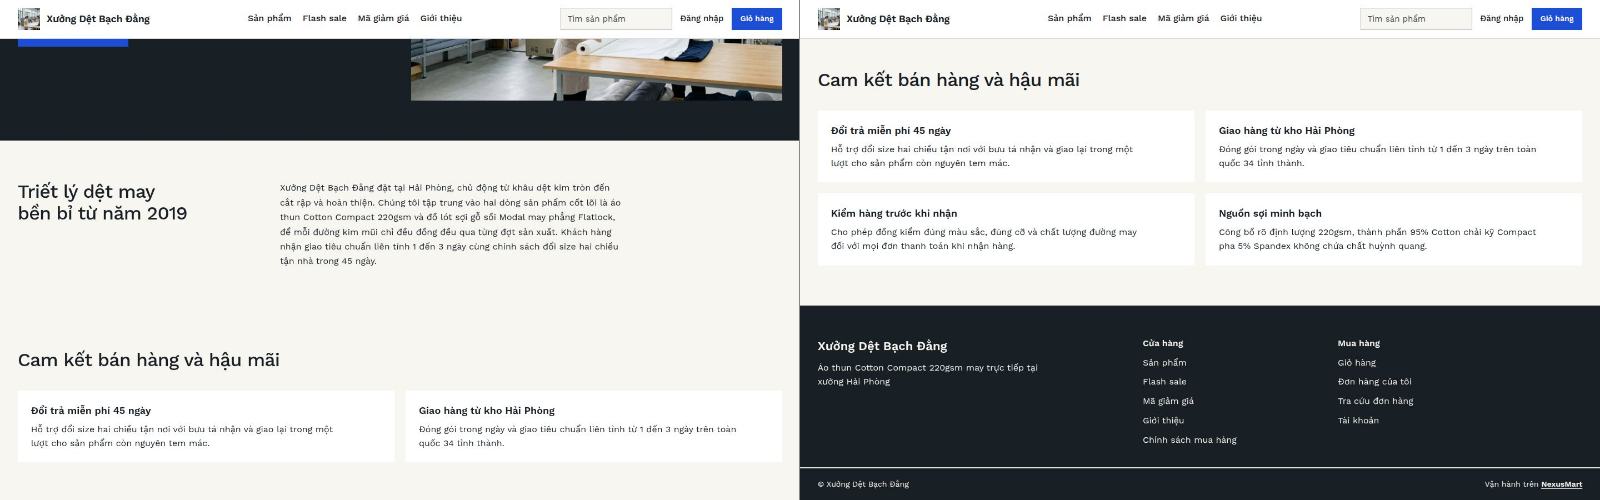 Xưởng Dệt Bạch Đằng
Sản phẩm Flash sale Mã giảm giá Giới thiệu
Tìm sản phẩm
Đăng nhập
Giỏ hàng
Triết lý dệt may
bền bỉ từ năm 2019
Xưởng Dệt Bạch Đằng đặt tại Hải Phòng, chủ động từ khâu dệt kim tròn đến
cắt rập và hoàn thiện. Chúng tôi tập trung vào hai dòng sản phẩm cốt lõi là áo
thun Cotton Compact 220gsm và đồ lót sợi gỗ sồi Modal may phẳng Flatlock,
để mỗi đường kim mũi chỉ đều đồng đều qua từng đợt sản xuất. Khách hàng
nhận giao tiêu chuẩn liên tỉnh 1 đến 3 ngày cùng chính sách đổi size hai chiều
tận nhà trong 45 ngày.
Cam kết bán hàng và hậu mãi
Đổi trả miễn phí 45 ngày
Hỗ trợ đổi size hai chiều tận nơi với bưu tá nhận và giao lại trong một
lượt cho sản phẩm còn nguyên tem mác.
Giao hàng từ kho Hải Phòng
Đóng gói trong ngày và giao tiêu chuẩn liên tỉnh từ 1 đến 3 ngày trên toàn
quốc 34 tỉnh thành.
Xưởng Dệt Bạch Đằng
Sản phẩm Flash sale Mã giảm giá Giới thiệu
Tìm sản phẩm
Đăng nhập
Giỏ hàng
Cam kết bán hàng và hậu mãi
Đổi trả miễn phí 45 ngày
Hỗ trợ đổi size hai chiều tận nơi với bưu tá nhận và giao lại trong một
lượt cho sản phẩm còn nguyên tem mác.
Giao hàng từ kho Hải Phòng
Đóng gói trong ngày và giao tiêu chuẩn liên tỉnh từ 1 đến 3 ngày trên toàn
quốc 34 tỉnh thành.
Kiểm hàng trước khi nhận
Cho phép đồng kiểm đúng màu sắc, đúng cỡ và chất lượng đường may
đối với mọi đơn thanh toán khi nhận hàng.
Nguồn sợi minh bạch
Công bố rõ định lượng 220gsm, thành phần 95% Cotton chải kỹ Compact
pha 5% Spandex không chứa chất huỳnh quang.
Xưởng Dệt Bạch Đằng
Áo thun Cotton Compact 220gsm may trực tiếp tại
xưởng Hải Phòng
Cửa hàng
Sản phẩm
Flash sale
Mã giảm giá
Giới thiệu
Chính sách mua hàng
Mua hàng
Giỏ hàng
Đơn hàng của tôi
Tra cứu đơn hàng
Tài khoản
© Xưởng Dệt Bạch Đằng
Vận hành trên NexusMart